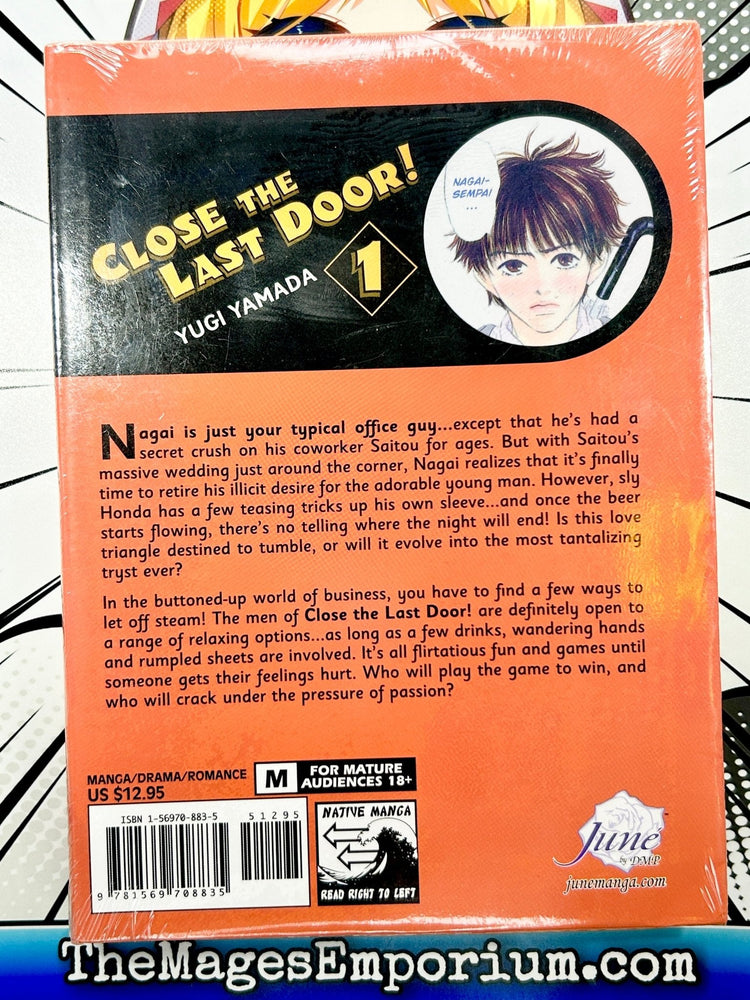 CLOSE THE
LAST DOOR!
YUGI YAMADA
1
NAGAI-
SEMPAI
...
Nagai is just your typical office guy...except that he's had a
secret crush on his coworker Saitou for ages. But with Saitou's
massive wedding just around the corner, Nagai realizes that it's finally
time to retire his illicit desire for the adorable young man. However, sly
Honda has a few teasing tricks up his own sleeve...and once the beer
starts flowing, there's no telling where the night will end! Is this love
triangle destined to tumble, or will it evolve into the most tantalizing
tryst ever?
In the buttoned-up world of business, you have to find a few ways to
let off steam! The men of Close the Last Door! are definitely open to
a range of relaxing options...as long as a few drinks, wandering hands
and rumpled sheets are involved. It's all flirtatious fun and games until
someone gets their feelings hurt. Who will play the game to win, and
who will crack under the pressure of passion?
MANGA/DRAMA/ROMANCE
US $12.95
M
FOR MATURE
AUDIENCES 18+
ISBN 1-56970-883-5
51295
9 781569 708835
NATIVE MANGA
READ RIGHT TO LEFT
Juné
by DMP
junemanga.com
TheMagesEmporium.com